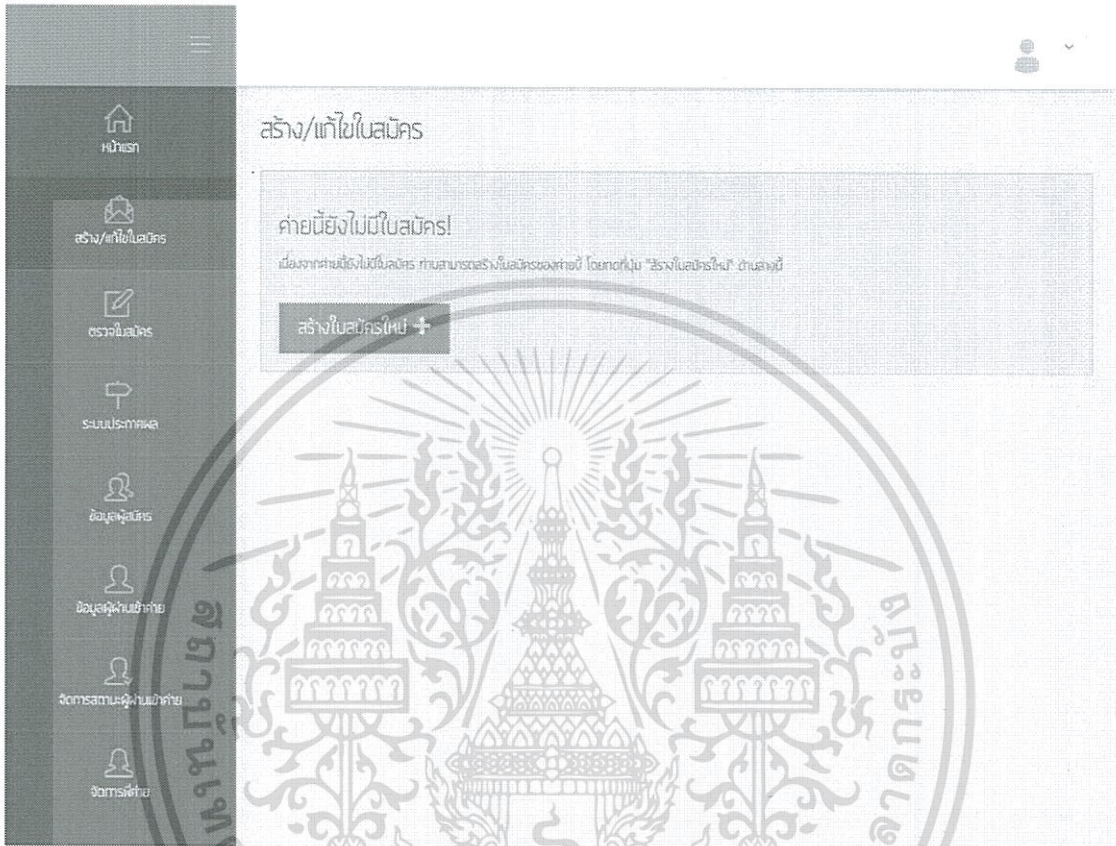 หน้าแรก
สร้าง/แก้ไขใบสมัคร
ตรวจใบสมัคร
ระบบประกาศผล
ข้อมูลผู้สมัคร
ข้อมูลผู้ผ่านเข้าค่าย
จัดการสถานะผู้ผ่านเข้าค่าย
จัดการพี่ค่าย
สร้าง/แก้ไขใบสมัคร
ค่ายนี้ยังไม่มีใบสมัคร!
เนื่องจากค่ายนี้ยังไม่มีใบสมัคร ท่านสามารถสร้างใบสมัครของค่ายนี้ โดยกดที่ปุ่ม "สร้างใบสมัครใหม่" ด้านล่างนี้
สร้างใบสมัครใหม่ +
ลาดกระบัง